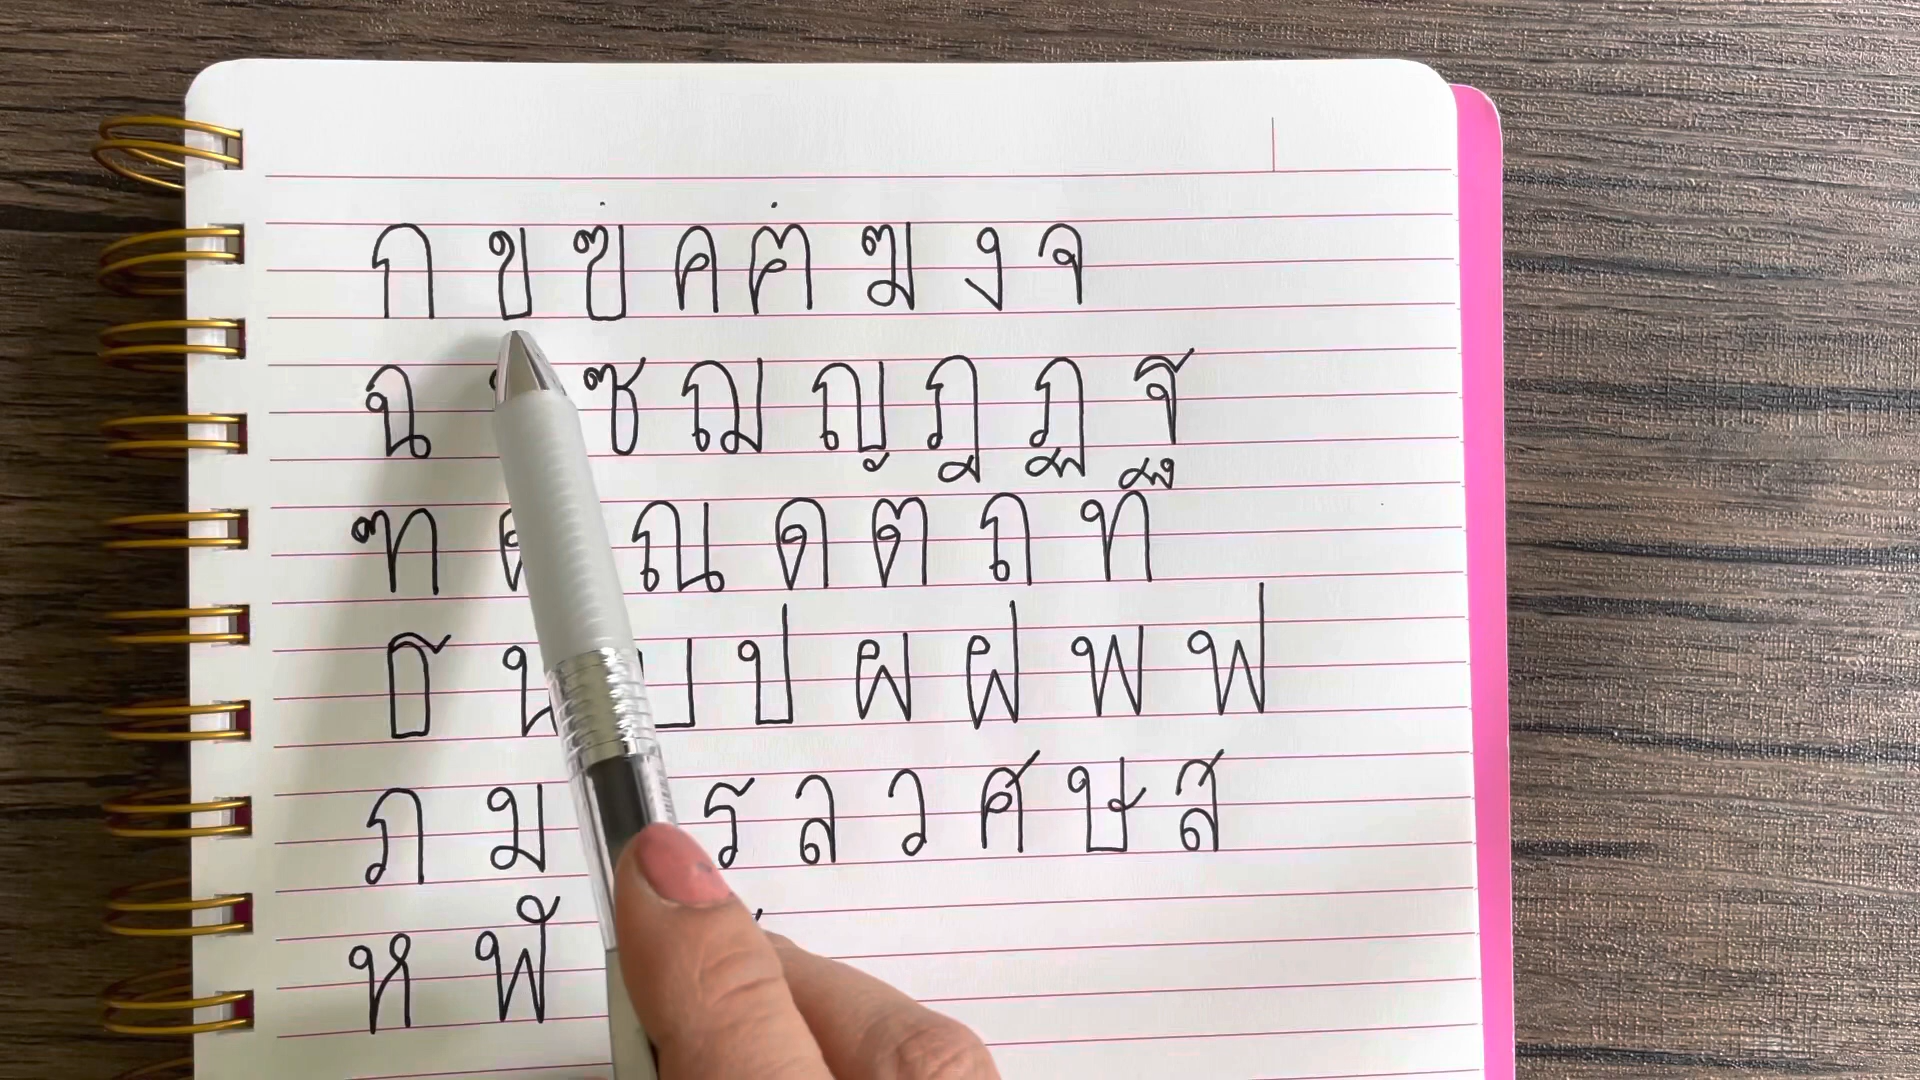 ก ข ฃ ค ฅ ฆ ง จ
ฉ ซ ฌ ญ ฎ ฏ ฐ
ฑ ณ ด ต ถ ท
ธ ป ผ ฝ พ ฟ
ภ ม ร ล ว ศ ษ ส
ห ฬ